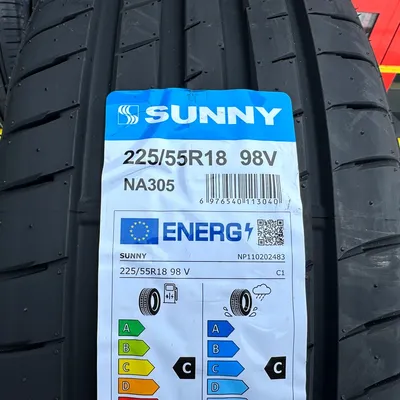 SUNNY
225/55R18 98V
NA305
6 976540 113040
ENERG
SUNNY NP110202483
225/55R18 98 V C1
A A
B B
C C C C
D D